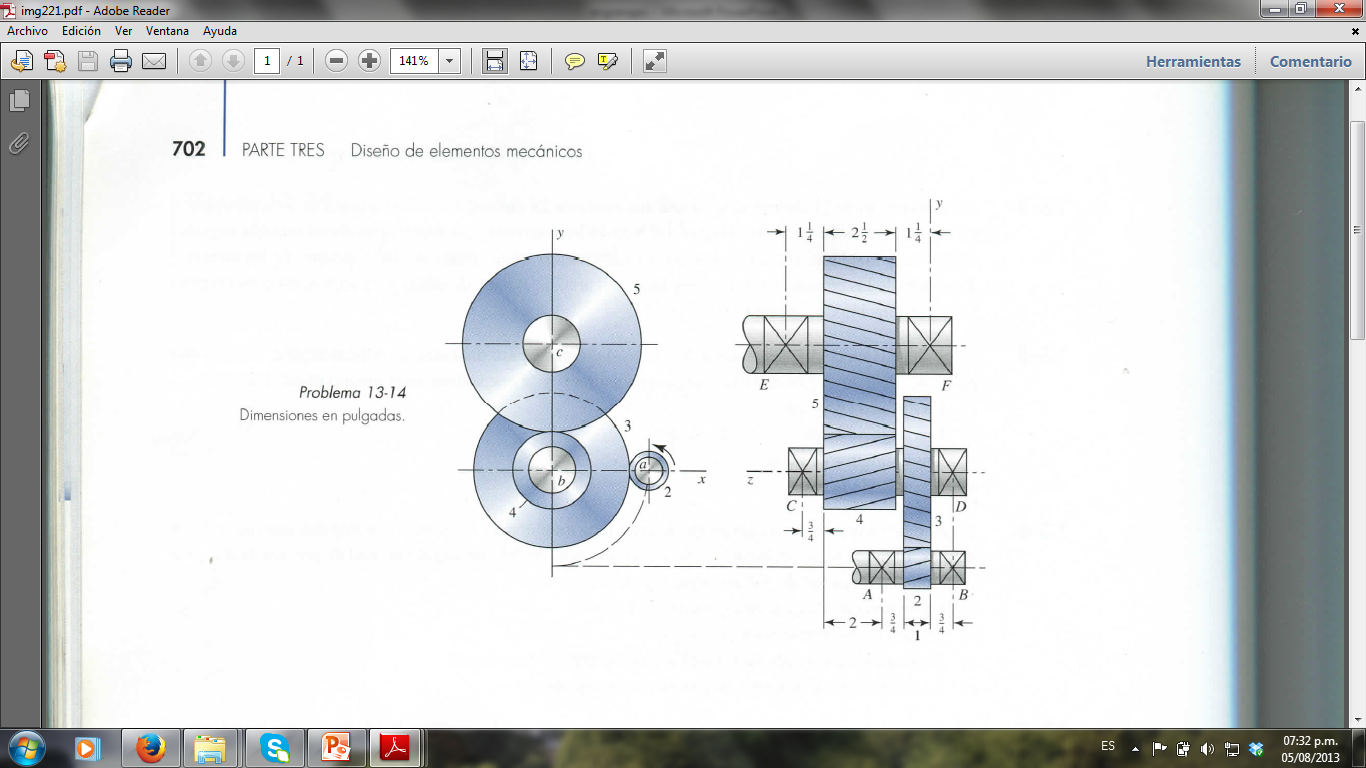 img221.pdf - Adobe Reader
Archivo Edición Ver Ventana Ayuda
1 / 1 141% Herramientas Comentario
702 PARTE TRES Diseño de elementos mecánicos
y
y
1 1/4 2 1/2 1 1/4
5
c
E F
Problema 13-14
Dimensiones en pulgadas.
5
3
a
b
x
z
2
4
C D
4 3
3/4
A B
2
2 3/4 1 3/4
ES 07:32 p.m.
05/08/2013